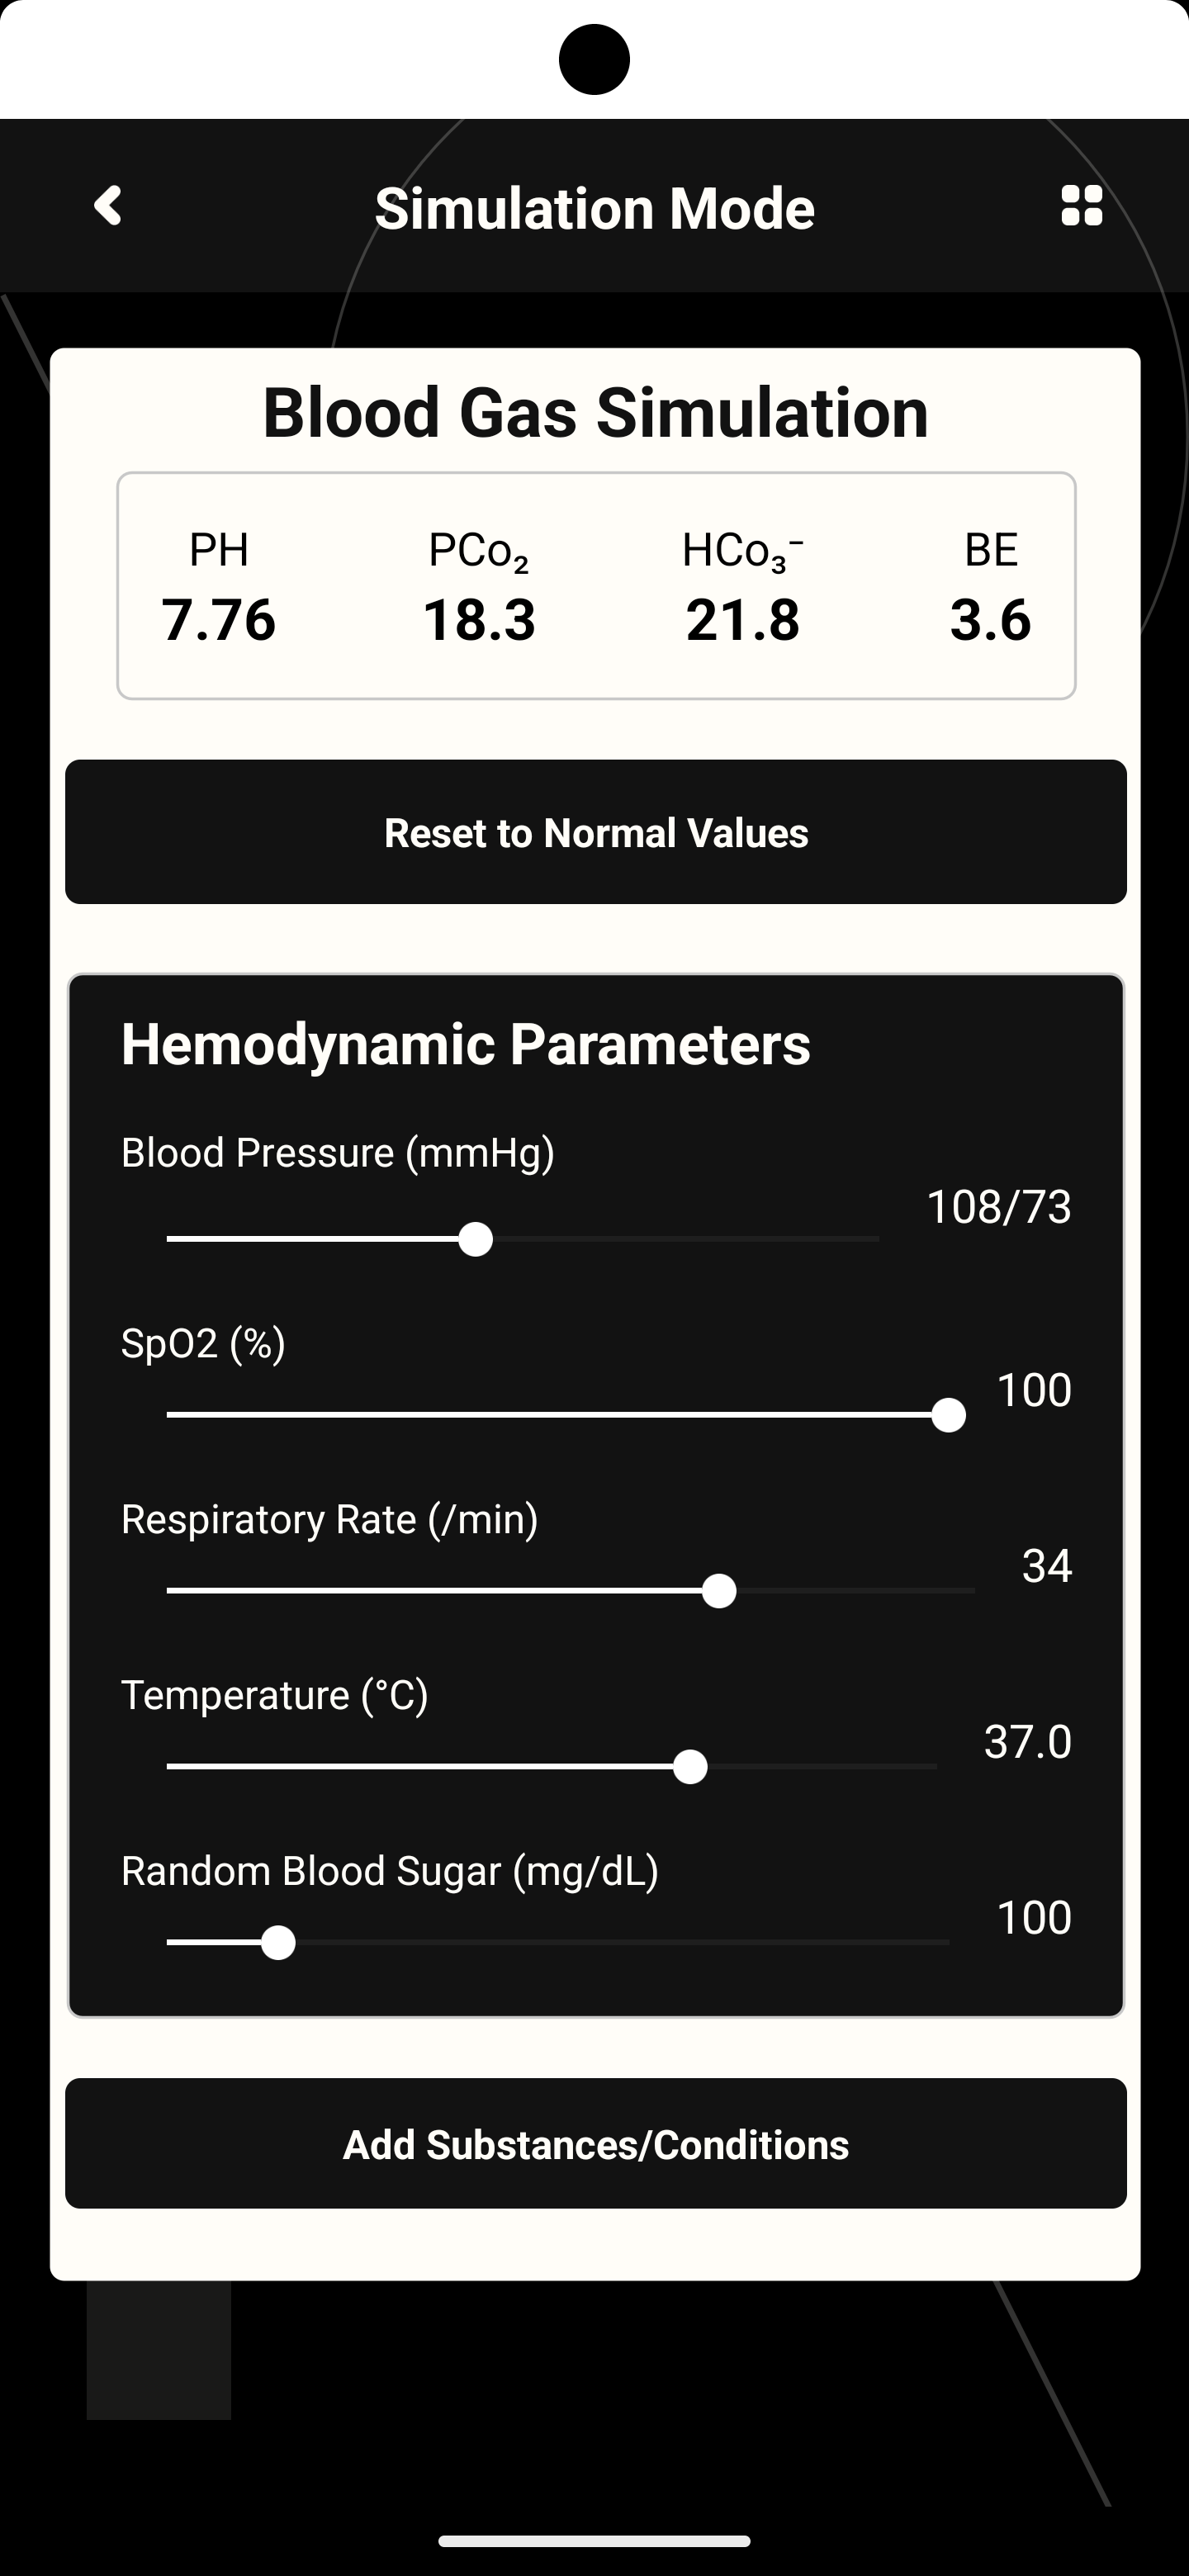 Simulation Mode
Blood Gas Simulation
PH PCo₂ HCo₃⁻ BE
7.76 18.3 21.8 3.6
Reset to Normal Values
Hemodynamic Parameters
Blood Pressure (mmHg)
108/73
SpO2 (%)
100
Respiratory Rate (/min)
34
Temperature (°C)
37.0
Random Blood Sugar (mg/dL)
100
Add Substances/Conditions